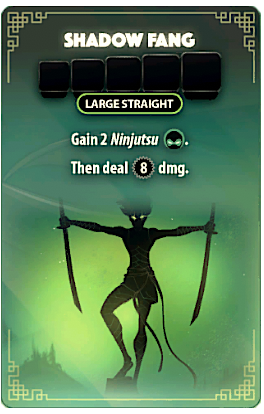 SHADOW FANG
LARGE STRAIGHT
Gain 2 Ninjutsu .
Then deal 8 dmg.